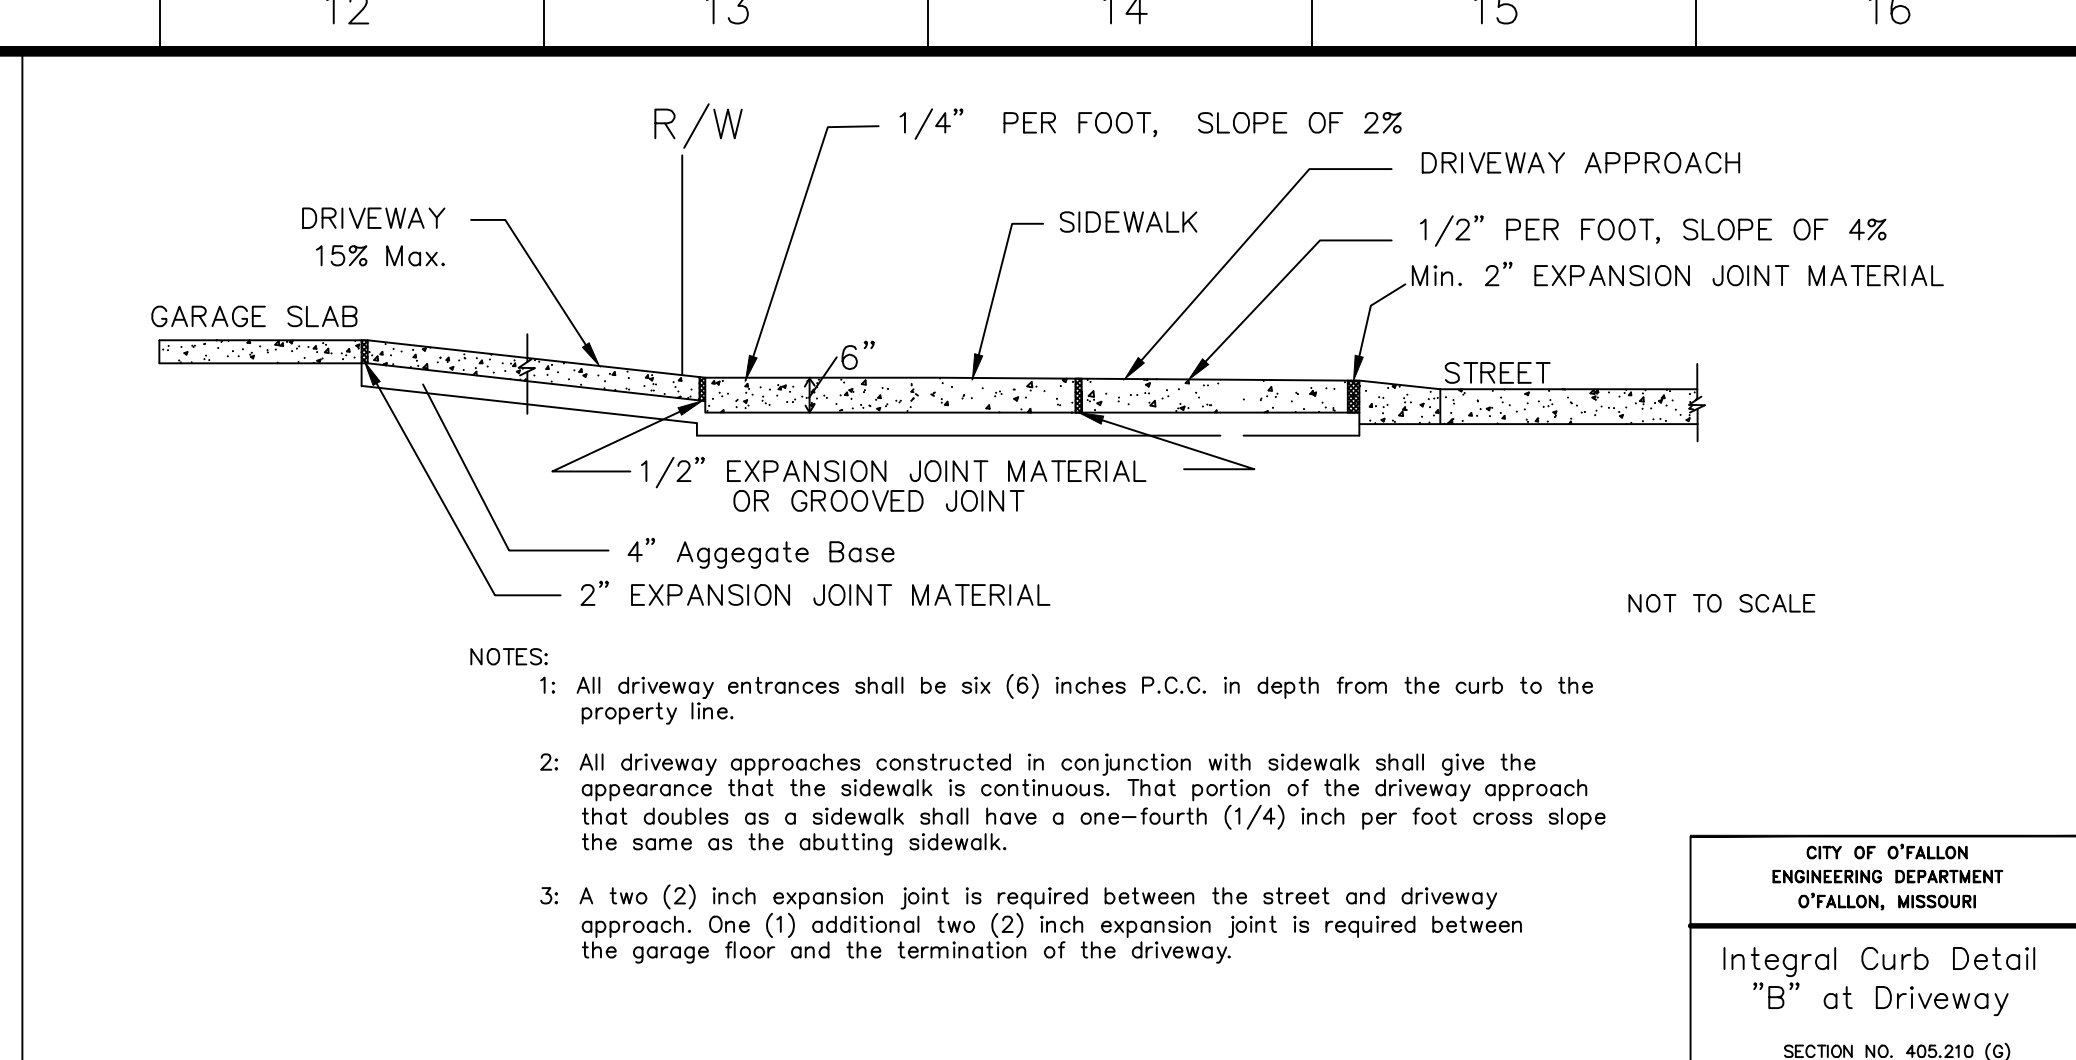 12 13 14 15 16
R/W
1/4" PER FOOT, SLOPE OF 2%
DRIVEWAY APPROACH
DRIVEWAY
15% Max.
SIDEWALK
1/2" PER FOOT, SLOPE OF 4%
Min. 2" EXPANSION JOINT MATERIAL
GARAGE SLAB
6"
STREET
1/2" EXPANSION JOINT MATERIAL
OR GROOVED JOINT
4" Aggegate Base
2" EXPANSION JOINT MATERIAL
NOT TO SCALE
NOTES:
1: All driveway entrances shall be six (6) inches P.C.C. in depth from the curb to the
property line.
2: All driveway approaches constructed in conjunction with sidewalk shall give the
appearance that the sidewalk is continuous. That portion of the driveway approach
that doubles as a sidewalk shall have a one-fourth (1/4) inch per foot cross slope
the same as the abutting sidewalk.
3: A two (2) inch expansion joint is required between the street and driveway
approach. One (1) additional two (2) inch expansion joint is required between
the garage floor and the termination of the driveway.
CITY OF O'FALLON
ENGINEERING DEPARTMENT
O'FALLON, MISSOURI
Integral Curb Detail
"B" at Driveway
SECTION NO. 405.210 (G)